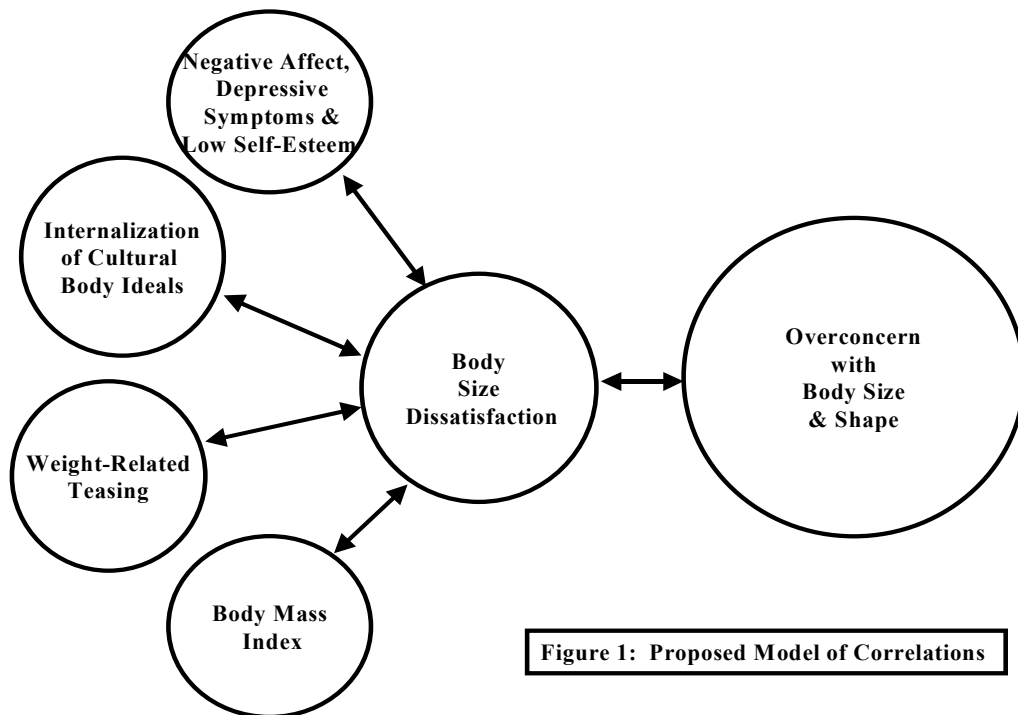 Negative Affect,
Depressive
Symptoms &
Low Self-Esteem
Internalization
of Cultural
Body Ideals
Weight-Related
Teasing
Body Mass
Index
Body
Size
Dissatisfaction
Overconcern
with
Body Size
& Shape
Figure 1: Proposed Model of Correlations